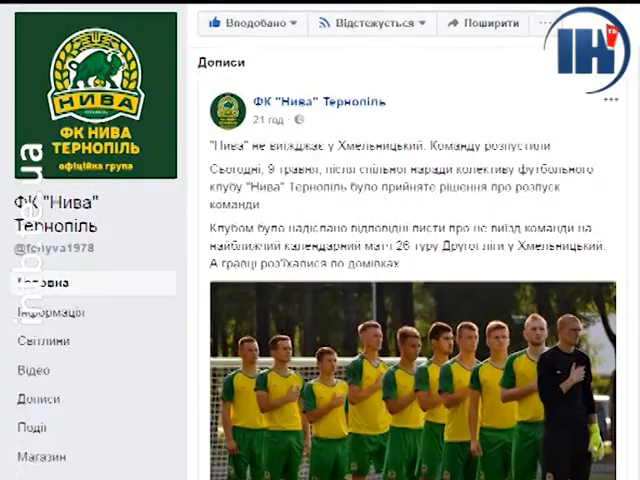 Вподобано
Відстежується
Поширити
ІН
ТВ
НИВА
ФК НИВА
ТЕРНОПІЛЬ
офіційна група
ФК "Нива"
Тернопіль
Головна
Інформація
Світлини
Відео
Дописи
Події
Магазин
Дописи
ФК "Нива" Тернопіль
21 год
"Нива" не виїжджає у Хмельницький. Команду розпустили
Сьогодні, 9 травня, після спільної наради колективу футбольного
клубу "Нива" Тернопіль було прийняте рішення про розпуск
команди
Клубом було надіслано відповідні листи про не виїзд команди на
найближчий календарний матч 26 туру Другої ліги у Хмельницький.
А гравці роз'їхалися по домівках